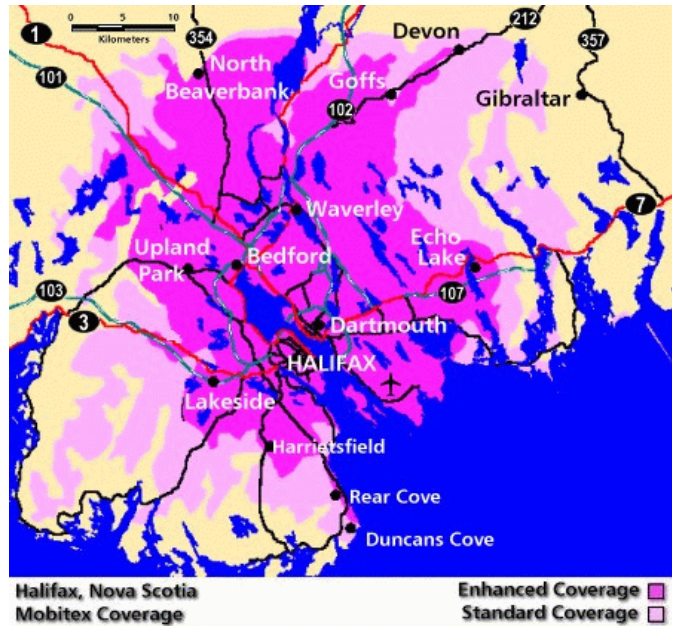 1
0 5 10
Kilometers
354
Devon
212
357
101
North
Beaverbank
Goffs
Gibraltar
102
Waverley
7
Upland
Park
Bedford
Echo
Lake
103
107
3
Dartmouth
HALIFAX
Lakeside
Harrietsfield
Rear Cove
Duncans Cove
Halifax, Nova Scotia
Mobitex Coverage
Enhanced Coverage
Standard Coverage